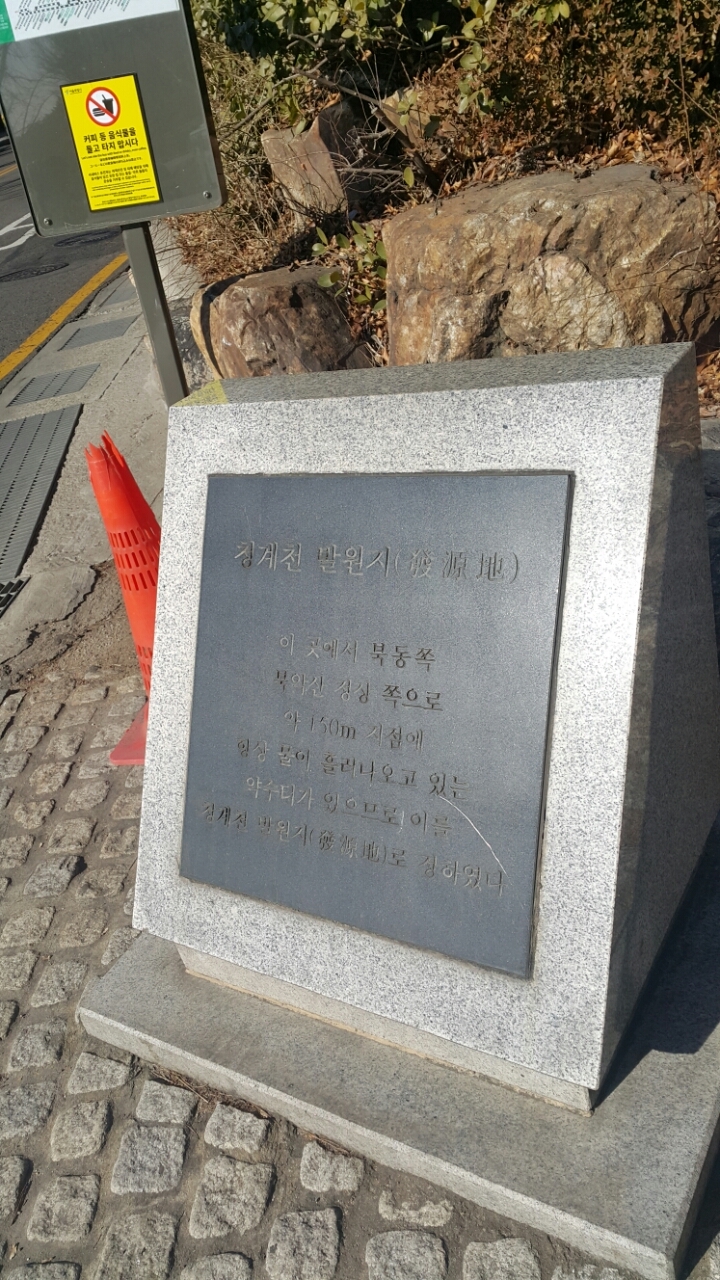 커피 등 음식물을
들고 타지 맙시다
청계천 발원지(發源地)
이 곳에서 북동쪽
북악산 정상 쪽으로
약 150m 지점에
항상 물이 흘러나오고 있는
약수터가 있으므로 이를
청계천 발원지(發源地)로 정하였다